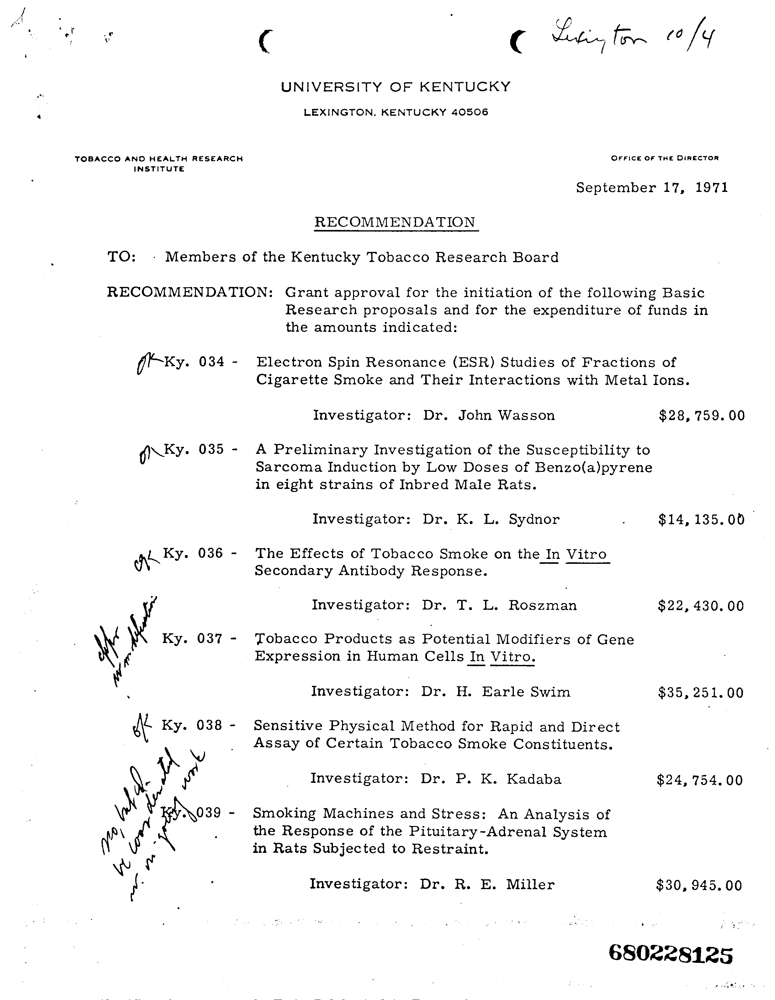 Lexington 10/4
UNIVERSITY OF KENTUCKY
LEXINGTON, KENTUCKY 40506
TOBACCO AND HEALTH RESEARCH
INSTITUTE
OFFICE OF THE DIRECTOR
September 17, 1971
RECOMMENDATION
TO: Members of the Kentucky Tobacco Research Board
RECOMMENDATION: Grant approval for the initiation of the following Basic
Research proposals and for the expenditure of funds in
the amounts indicated:
ok Ky. 034 - Electron Spin Resonance (ESR) Studies of Fractions of
Cigarette Smoke and Their Interactions with Metal Ions.
Investigator: Dr. John Wasson $28,759.00
ok Ky. 035 - A Preliminary Investigation of the Susceptibility to
Sarcoma Induction by Low Doses of Benzo(a)pyrene
in eight strains of Inbred Male Rats.
Investigator: Dr. K. L. Sydnor $14,135.00
ok Ky. 036 - The Effects of Tobacco Smoke on the In Vitro
Secondary Antibody Response.
Investigator: Dr. T. L. Roszman $22,430.00
Ky. 037 - Tobacco Products as Potential Modifiers of Gene
Expression in Human Cells In Vitro.
Investigator: Dr. H. Earle Swim $35,251.00
ok Ky. 038 - Sensitive Physical Method for Rapid and Direct
Assay of Certain Tobacco Smoke Constituents.
Investigator: Dr. P. K. Kadaba $24,754.00
Ky. 039 - Smoking Machines and Stress: An Analysis of
the Response of the Pituitary-Adrenal System
in Rats Subjected to Restraint.
Investigator: Dr. R. E. Miller $30,945.00
no, but
be considered
work
680228125